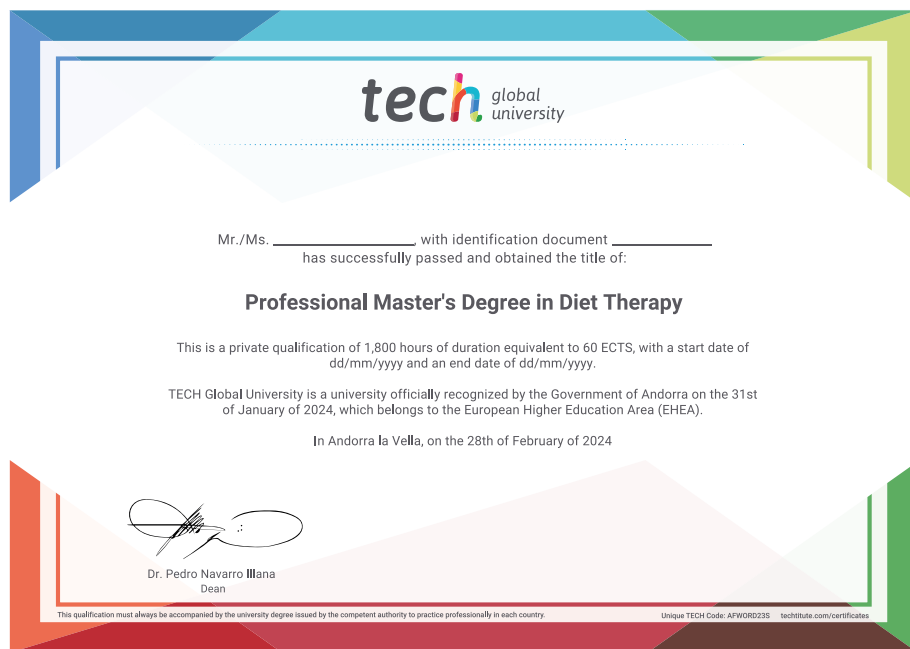 tech global
university
Mr./Ms. ____________, with identification document ____________
has successfully passed and obtained the title of:
Professional Master's Degree in Diet Therapy
This is a private qualification of 1,800 hours of duration equivalent to 60 ECTS, with a start date of
dd/mm/yyyy and an end date of dd/mm/yyyy.
TECH Global University is a university officially recognized by the Government of Andorra on the 31st
of January of 2024, which belongs to the European Higher Education Area (EHEA).
In Andorra la Vella, on the 28th of February of 2024
Dr. Pedro Navarro Illana
Dean
This qualification must always be accompanied by the university degree issued by the competent authority to practice professionally in each country.
Unique TECH Code: AFWORD23S techtitute.com/certificates